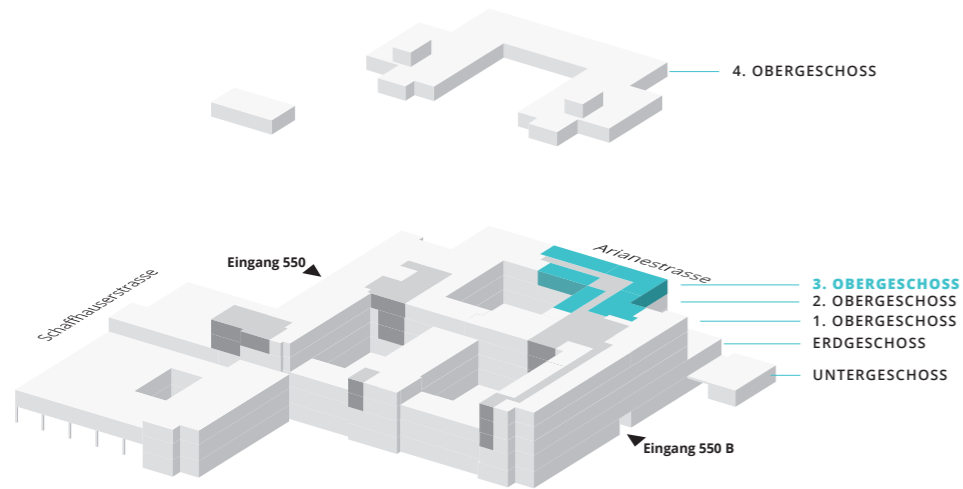 4. OBERGESCHOSS
Arianestrasse
Eingang 550
Schaffhauserstrasse
3. OBERGESCHOSS
2. OBERGESCHOSS
1. OBERGESCHOSS
ERDGESCHOSS
UNTERGESCHOSS
Eingang 550 B